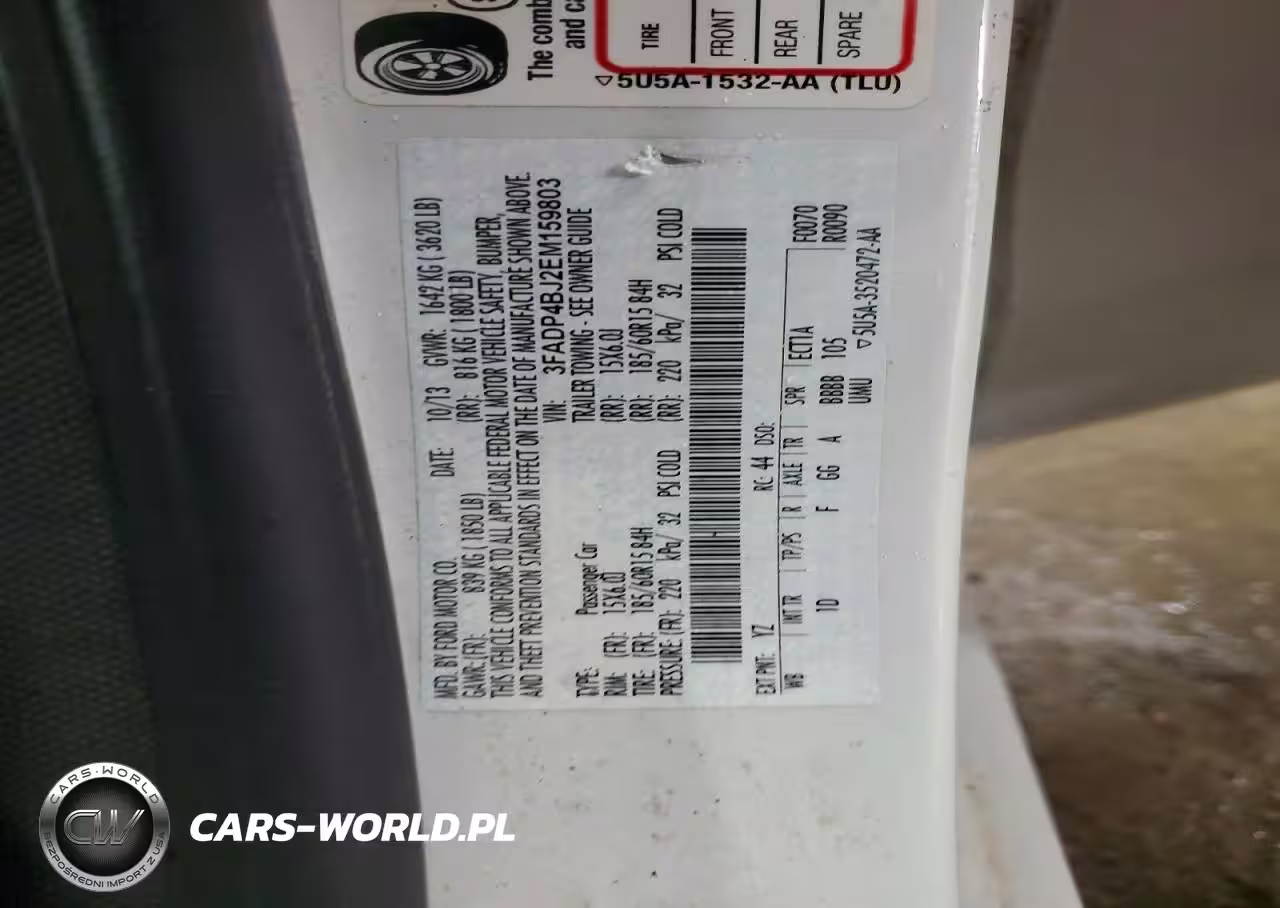 The comb
and ca
TIRE
FRONT
REAR
SPARE
5U5A-1532-AA (TLU)
MFD. BY FORD MOTOR CO.
DATE: 10/13 GVWR: 1642 KG ( 3620 LB)
GAWR: (FR): 839 KG ( 1850 LB) (RR): 816 KG ( 1800 LB)
THIS VEHICLE CONFORMS TO ALL APPLICABLE FEDERAL MOTOR VEHICLE SAFETY, BUMPER,
AND THEFT PREVENTION STANDARDS IN EFFECT ON THE DATE OF MANUFACTURE SHOWN ABOVE.
VIN: 3FADP4BJ2EM159803
TYPE: Passenger Car TRAILER TOWING - SEE OWNER GUIDE
RIM: (FR): 15X6.0J (RR): 15X6.0J
TIRE: (FR): 185/60R15 84H (RR): 185/60R15 84H
PRESSURE: (FR): 220 kPa/ 32 PSI COLD (RR): 220 kPa/ 32 PSI COLD
EXT PNT: YZ RC: 44 DSO: F0070
WB INT TR TP/PS R AXLE TR SPR ECT1A R0090
1D F GG A BBBB 105
UMU 5U5A-3520472-AA
CARS-WORLD
CW
BEZPOŚREDNI IMPORT Z USA
CARS-WORLD.PL